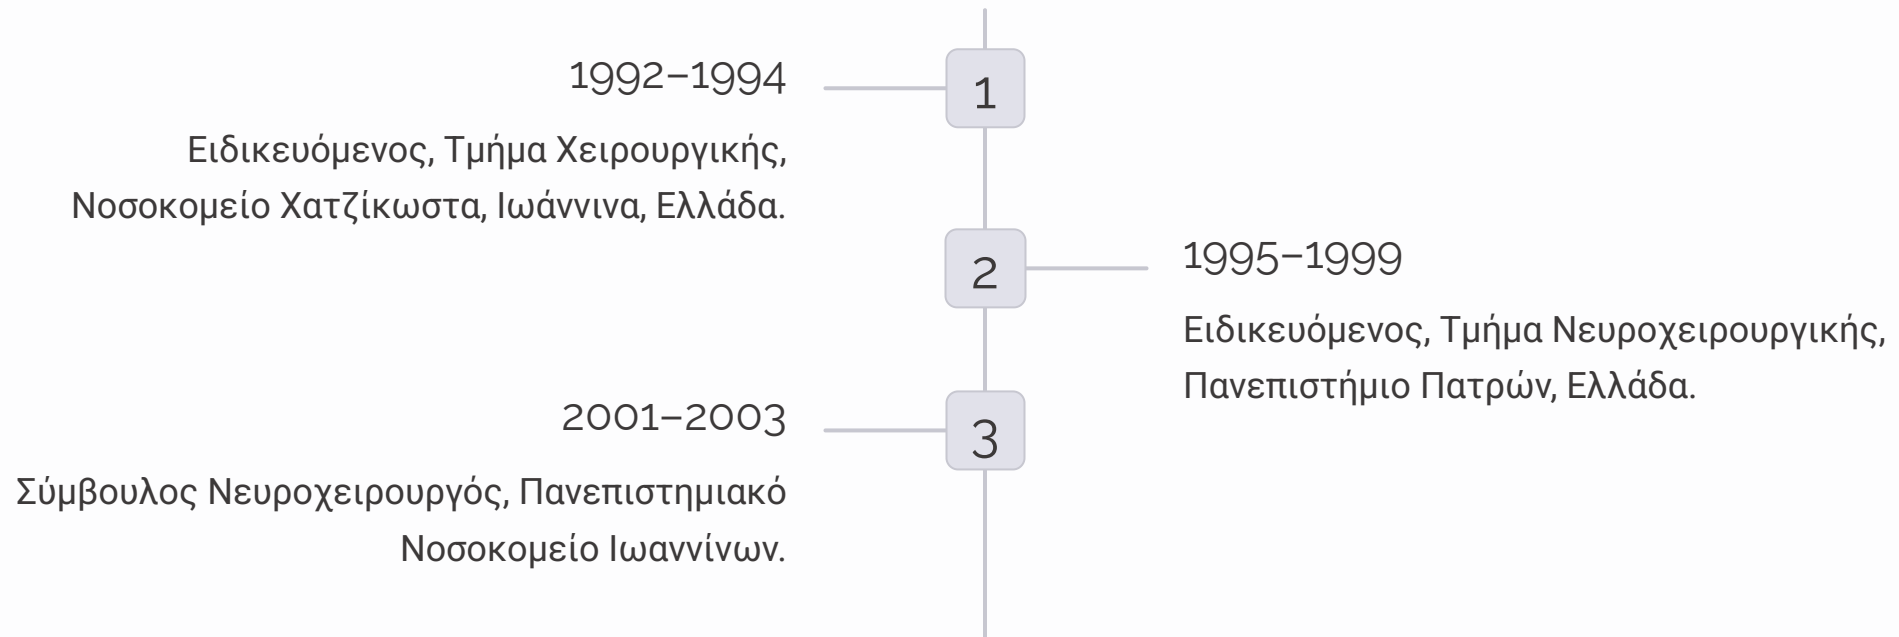 1
1992–1994
Ειδικευόμενος, Τμήμα Χειρουργικής,
Νοσοκομείο Χατζίκωστα, Ιωάννινα, Ελλάδα.
2
1995–1999
Ειδικευόμενος, Τμήμα Νευροχειρουργικής,
Πανεπιστήμιο Πατρών, Ελλάδα.
3
2001–2003
Σύμβουλος Νευροχειρουργός, Πανεπιστημιακό
Νοσοκομείο Ιωαννίνων.